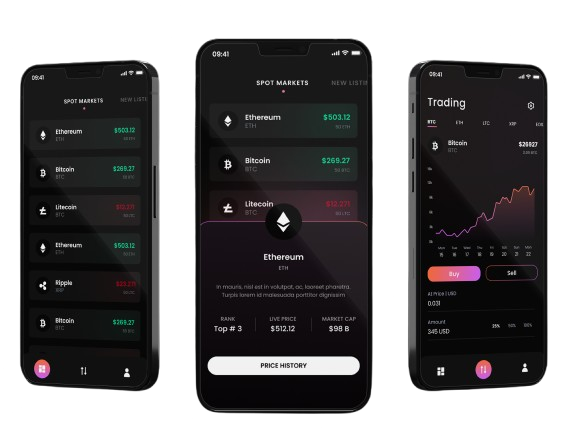 09:41
SPOT MARKETS
NEW LISTI
Ethereum
$503.12
ETH
Bitcoin
$269.27
BTC
Litecoin
$12.271
BTC
Ethereum
$503.12
ETH
Ripple
XRP
Bitcoin
$269.27
BTC
09:41
SPOT MARKETS
NEW LISTIN
Ethereum
$503.12
ETH
Bitcoin
$269.27
BTC
Litecoin
$12.271
BTC
Ethereum
ETH
In mauris, nisl est in volutpat, ac, laoreet pharetra,
Turpis lorem id malesuada porttitor dignissim
RANK
LIVE PRICE
MARKET CAP
Top # 3
$512.12
$98 B
PRICE HISTORY
09:41
Trading
BTC
ETH
LTC
XRP
EOS
Bitcoin
$26927
BTC
Mon
Tue
Wed
Thu
Fri
Sat
Sun
Mon
15
16
17
18
19
20
21
22
Buy
Sell
At Price | USD
0.031
Amount
345 USD
25%
50%
100%